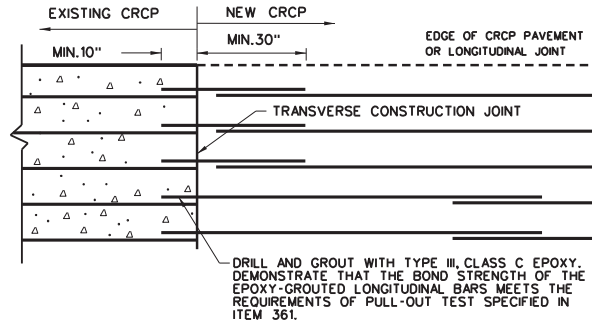 EXISTING CRCP
NEW CRCP
MIN.10"
MIN.30"
EDGE OF CRCP PAVEMENT
OR LONGITUDINAL JOINT
TRANSVERSE CONSTRUCTION JOINT
DRILL AND GROUT WITH TYPE III, CLASS C EPOXY.
DEMONSTRATE THAT THE BOND STRENGTH OF THE
EPOXY-GROUTED LONGITUDINAL BARS MEETS THE
REQUIREMENTS OF PULL-OUT TEST SPECIFIED IN
ITEM 361.